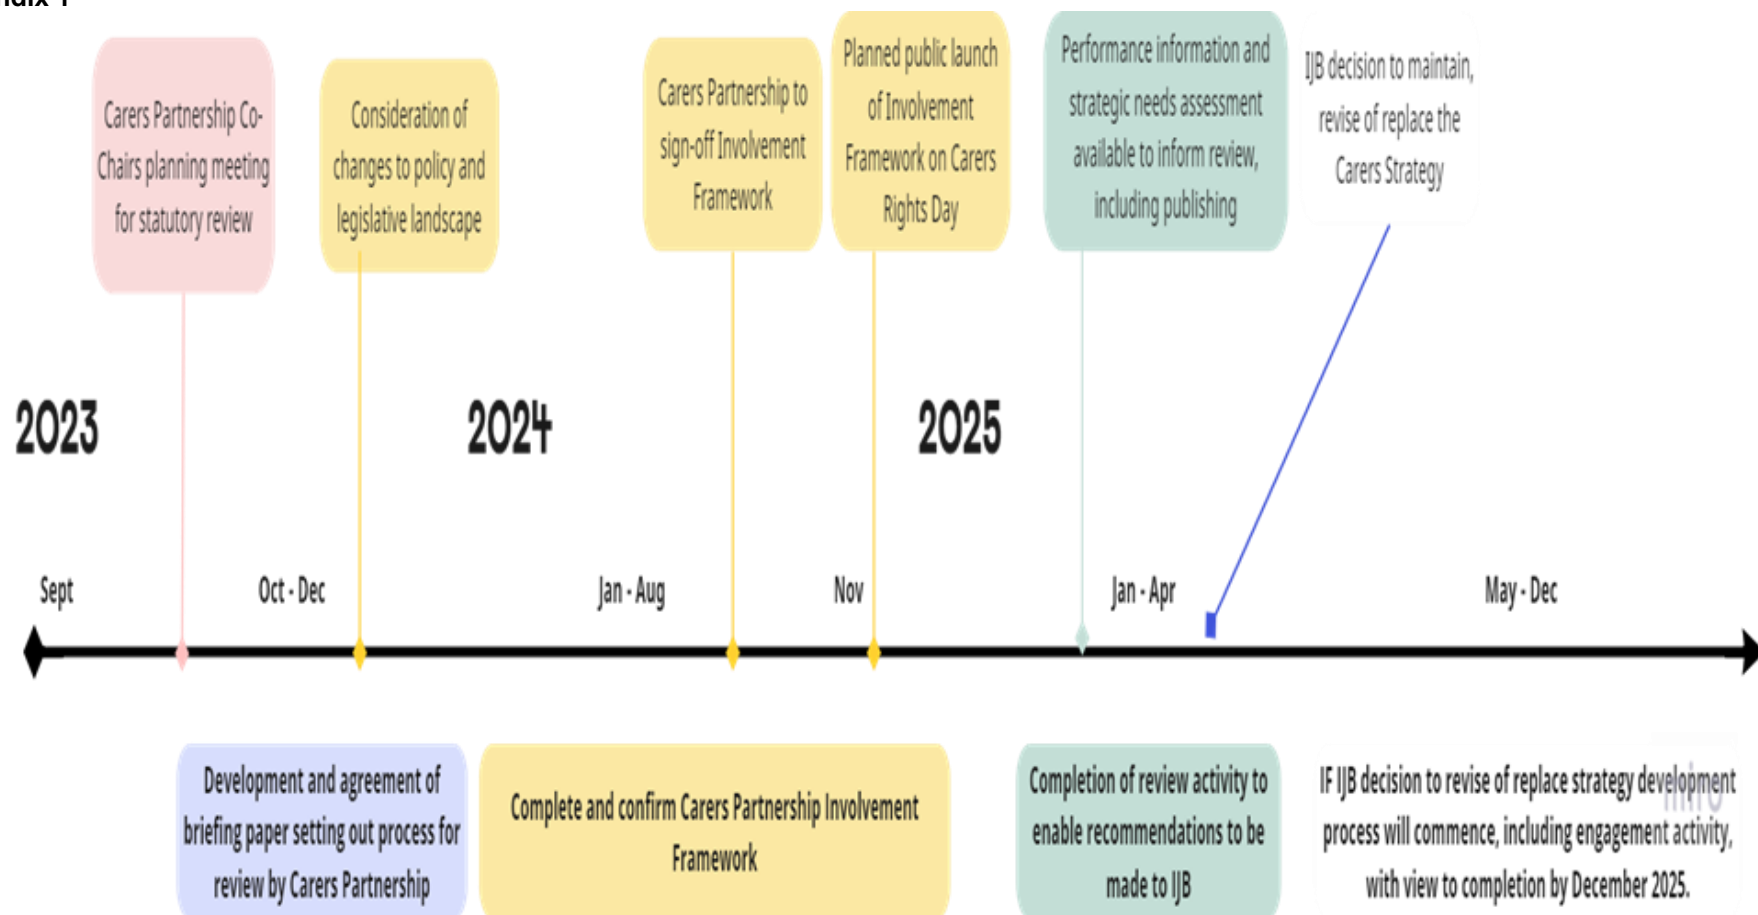 Carers Partnership Co-
Chairs planning meeting
for statutory review
Consideration of
changes to policy and
legislative landscape
Carers Partnership to
sign-off Involvement
Framework
Planned public launch
of Involvement
Framework on Carers
Rights Day
Performance information and
strategic needs assessment
available to inform review,
including publishing
IJB decision to maintain,
revise of replace the
Carers Strategy
2023
2024
2025
Sept
Oct - Dec
Jan - Aug
Nov
Jan - Apr
May - Dec
Development and agreement of
briefing paper setting out process for
review by Carers Partnership
Complete and confirm Carers Partnership Involvement
Framework
Completion of review activity to
enable recommendations to be
made to IJB
IF IJB decision to revise of replace strategy development
process will commence, including engagement activity,
with view to completion by December 2025.
miro